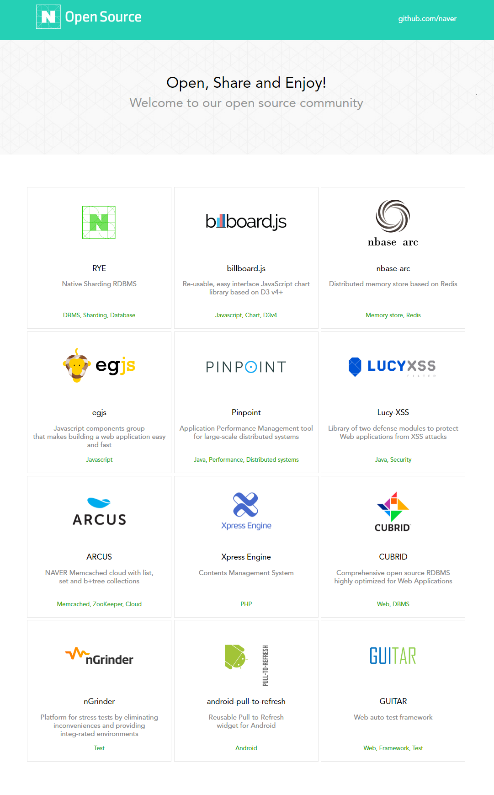 N Open Source
github.com/naver
Open, Share and Enjoy!
Welcome to our open source community
N
RYE
Native Sharding RDBMS
DBMS, Sharding, Database
billboard.js
billboard.js
Re-usable, easy interface JavaScript chart
library based on D3 v4+
Javascript, Chart, D3v4
nbase arc
nbase arc
Distributed memory store based on Redis
Memory store, Redis
egjs
egjs
Javascript components group
that makes building a web application easy
and fast
Javascript
PINPOINT
Pinpoint
Application Performance Management tool
for large-scale distributed systems
Java, Performance, Distributed systems
LUCYXSS
Lucy XSS
Library of two defense modules to protect
Web applications from XSS attacks
Java, Security
ARCUS
ARCUS
NAVER Memcached cloud with list,
set and b+tree collections
Memcached, ZooKeeper, Cloud
Xpress Engine
Xpress Engine
Contents Management System
PHP
CUBRID
CUBRID
Comprehensive open source RDBMS
highly optimized for Web Applications
Web, DBMS
nGrinder
nGrinder
Platform for stress tests by eliminating
inconveniences and providing
integ-rated environments
Test
PULL-TO-REFRESH
android pull to refresh
Reusable Pull to Refresh
widget for Android
Android
GUITAR
GUITAR
Web auto test framework
Web, Framework, Test